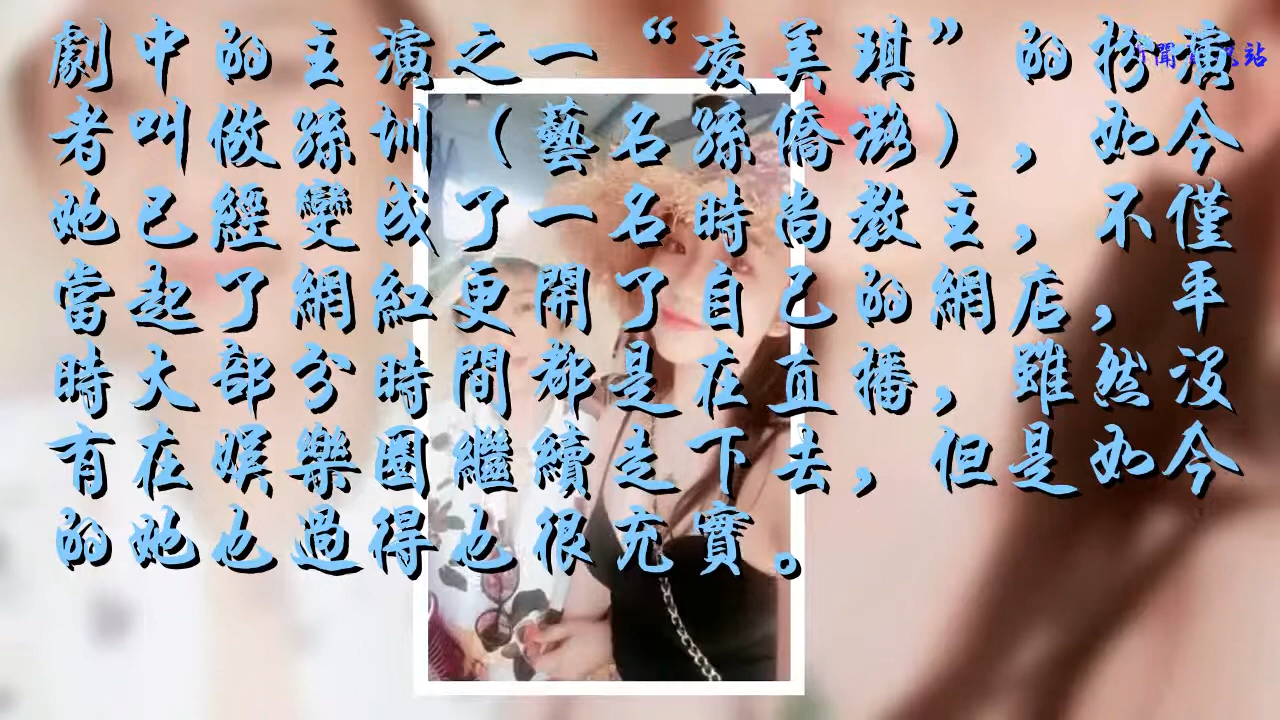 劇中的主演之一“凌美琪”的扮演
者叫做孫圳（藝名孫僑潞），如今
她已經變成了一名時尚教主，不僅
當起了網紅更開了自己的網店，平
時大部分時間都是在直播，雖然沒
有在娛樂圈繼續走下去，但是如今
的她也過得也很充實。
聞 站